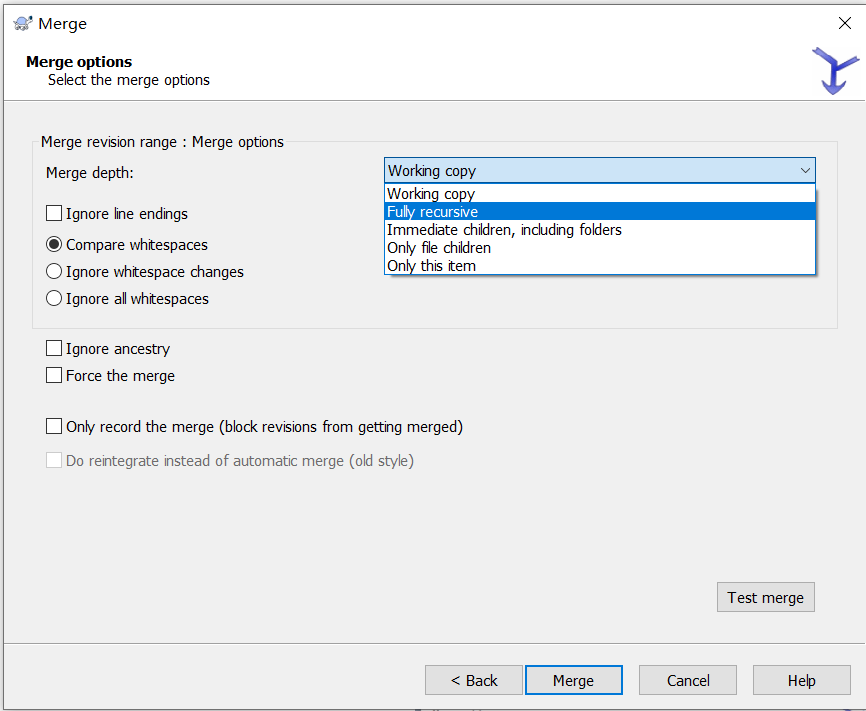 Merge
Merge options
Select the merge options
Merge revision range : Merge options
Merge depth:
Working copy
Working copy
Fully recursive
Immediate children, including folders
Only file children
Only this item
Ignore line endings
Compare whitespaces
Ignore whitespace changes
Ignore all whitespaces
Ignore ancestry
Force the merge
Only record the merge (block revisions from getting merged)
Do reintegrate instead of automatic merge (old style)
Test merge
< Back
Merge
Cancel
Help